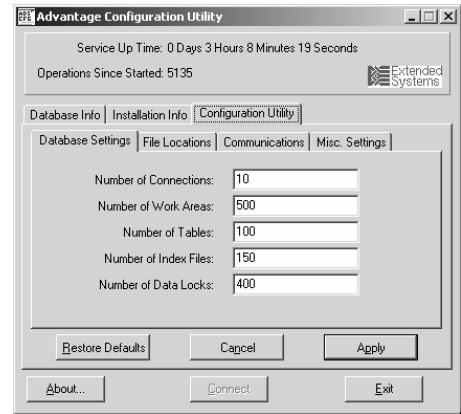 Advantage Configuration Utility
Service Up Time: 0 Days 3 Hours 8 Minutes 19 Seconds
Operations Since Started: 5135
Extended
Systems
Database Info Installation Info Configuration Utility
Database Settings File Locations Communications Misc. Settings
Number of Connections: 10
Number of Work Areas: 500
Number of Tables: 100
Number of Index Files: 150
Number of Data Locks: 400
Restore Defaults Cancel Apply
About... Connect Exit